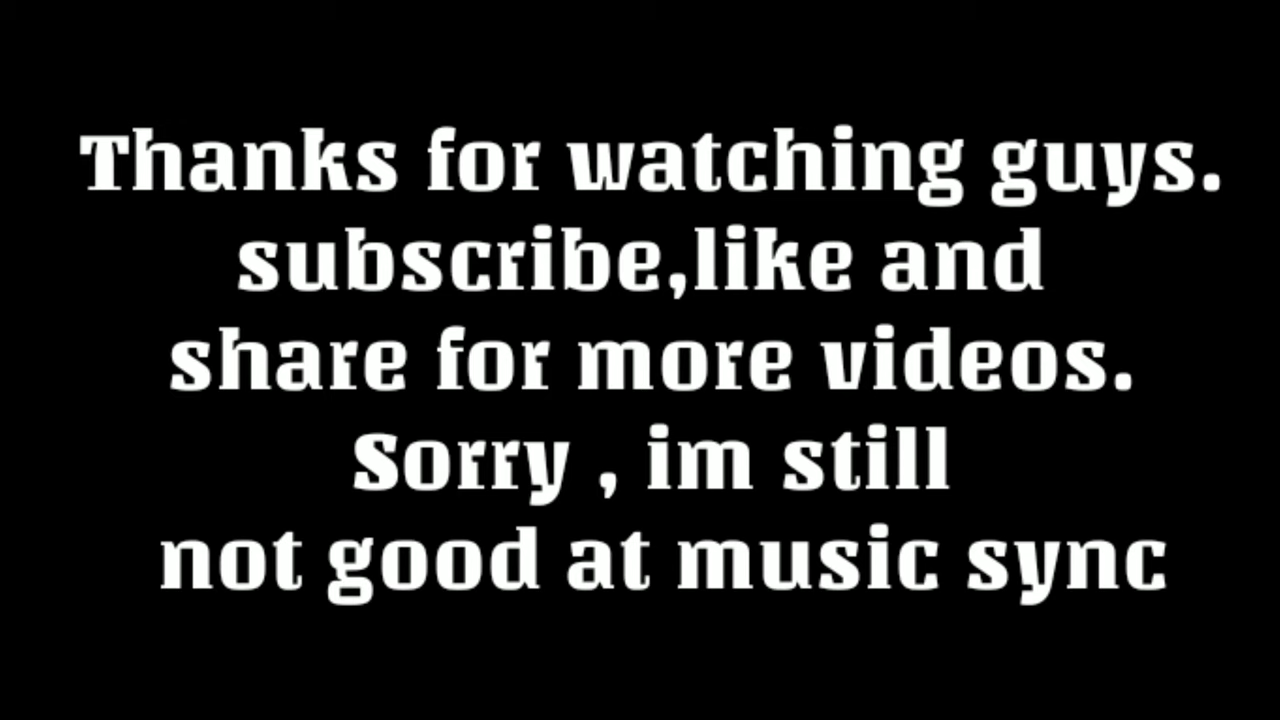 Thanks for watching guys.
subscribe,like and
share for more videos.
Sorry , im still
not good at music sync